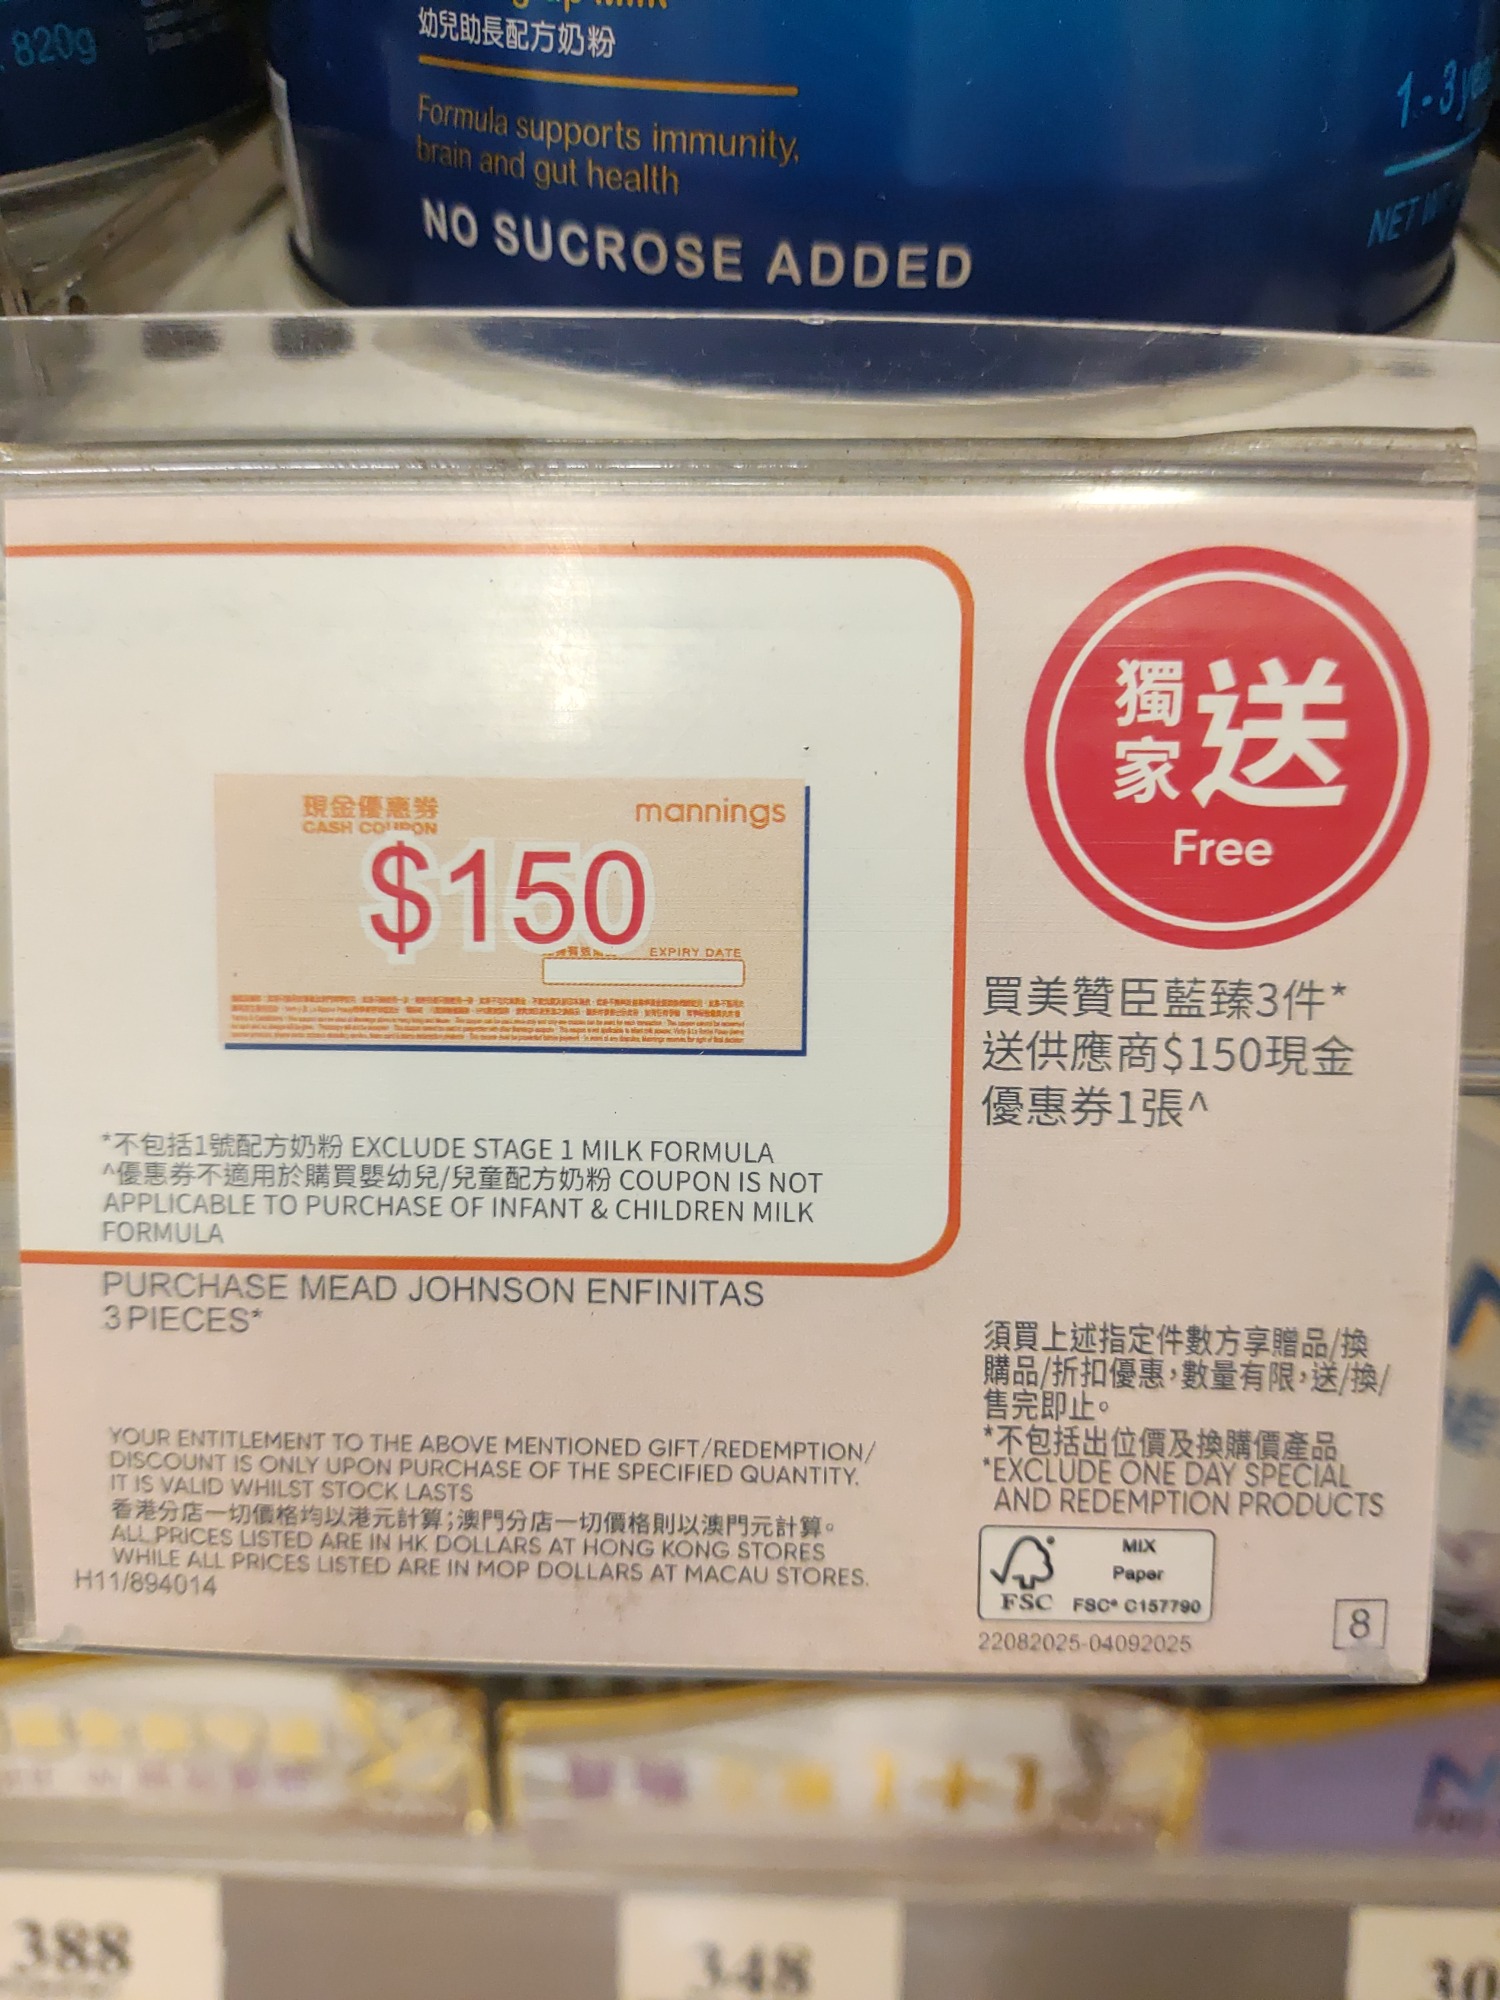 820g
幼兒助長配方奶粉
Formula supports immunity,
brain and gut health
NO SUCROSE ADDED
1-3
NET
現金優惠券
CASH COUPON
mannings
$150
EXPIRY DATE
獨家送
Free
買美贊臣藍臻3件*
送供應商$150現金
優惠券1張^
*不包括1號配方奶粉 EXCLUDE STAGE 1 MILK FORMULA
^優惠券不適用於購買嬰幼兒/兒童配方奶粉 COUPON IS NOT
APPLICABLE TO PURCHASE OF INFANT & CHILDREN MILK
FORMULA
PURCHASE MEAD JOHNSON ENFINITAS
3 PIECES*
須買上述指定件數方享贈品/換
購品/折扣優惠,數量有限,送/換/
售完即止。
*不包括出位價及換購價產品
*EXCLUDE ONE DAY SPECIAL
AND REDEMPTION PRODUCTS
YOUR ENTITLEMENT TO THE ABOVE MENTIONED GIFT/REDEMPTION/
DISCOUNT IS ONLY UPON PURCHASE OF THE SPECIFIED QUANTITY.
IT IS VALID WHILST STOCK LASTS
香港分店一切價格均以港元計算;澳門分店一切價格則以澳門元計算。
ALL PRICES LISTED ARE IN HK DOLLARS AT HONG KONG STORES
WHILE ALL PRICES LISTED ARE IN MOP DOLLARS AT MACAU STORES.
H11/894014
MIX
Paper
FSC
FSC® C157790
22082025-04092025
8
388
348